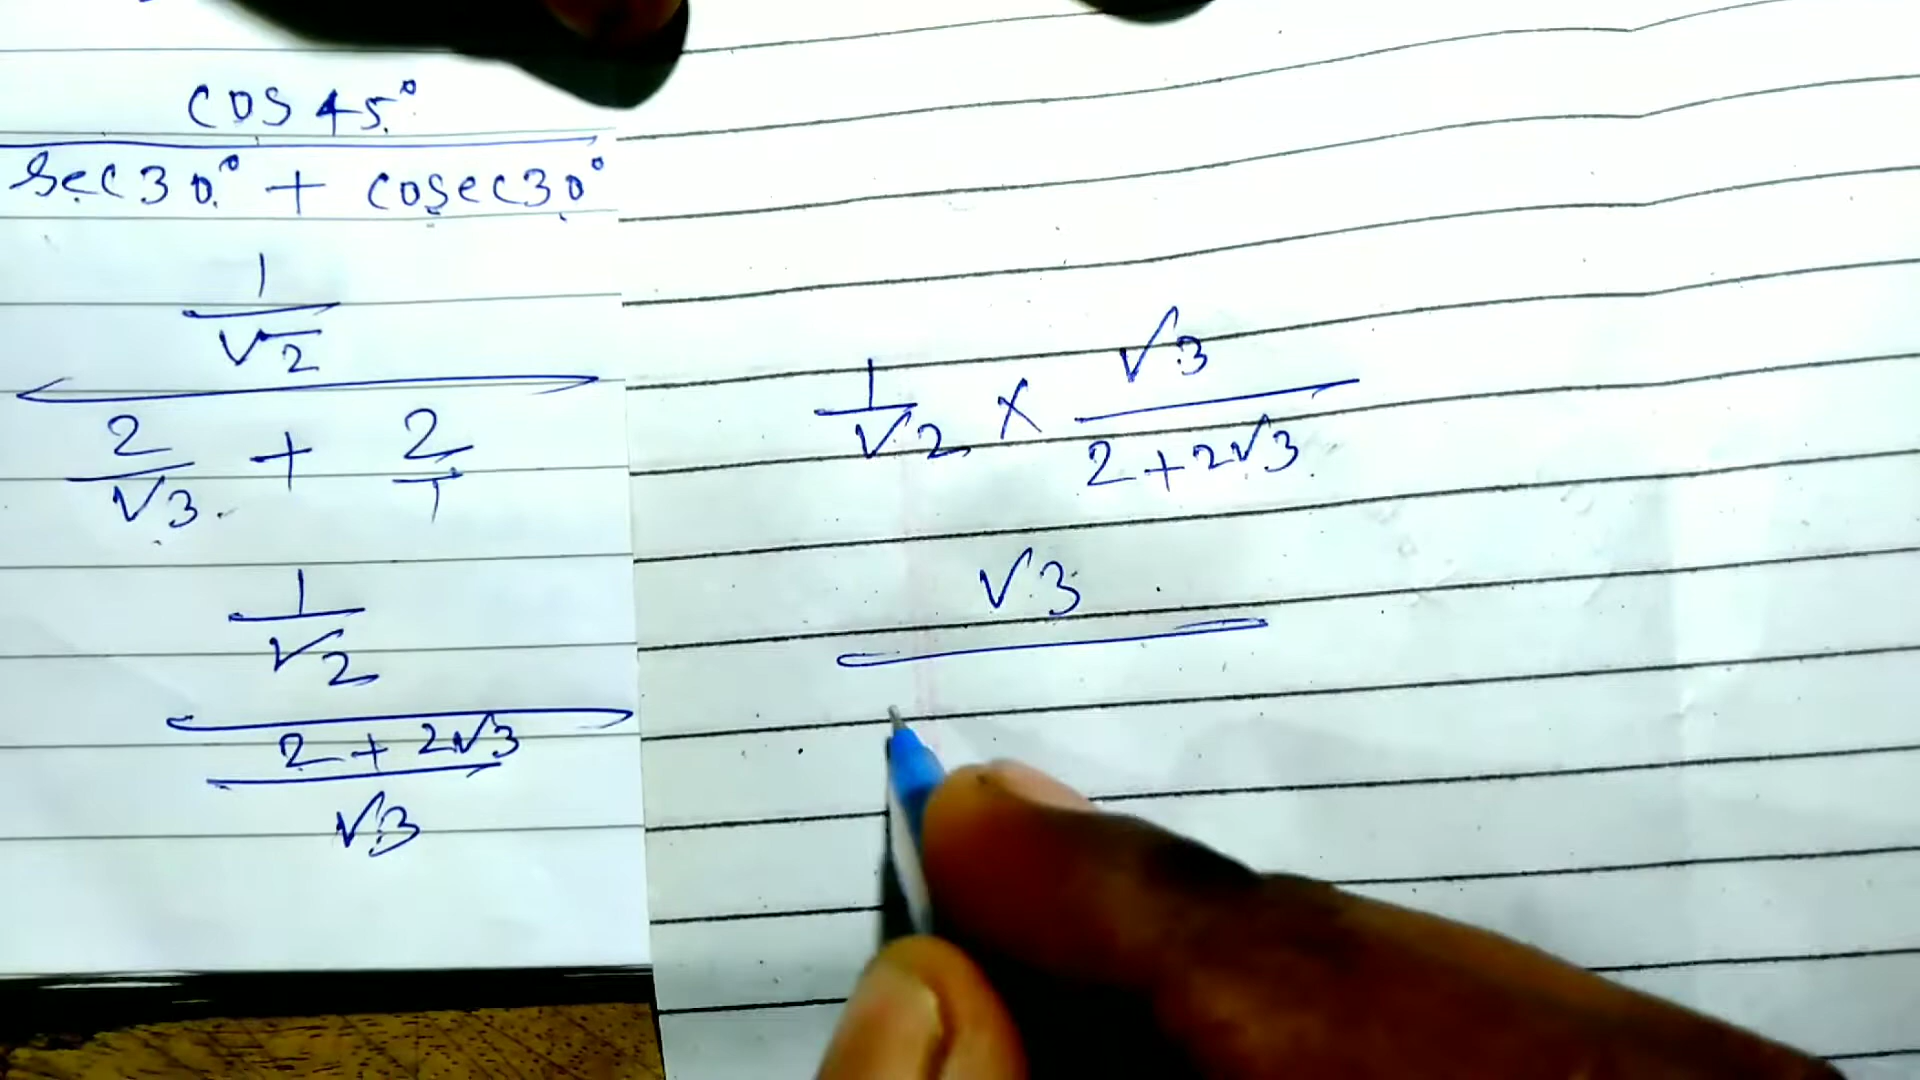 cos 45°
sec 30° + cosec 30°
1
√2
2 + 2
√3 1
1
√2
2 + 2√3
√3
1 × √3
√2 2 + 2√3
√3